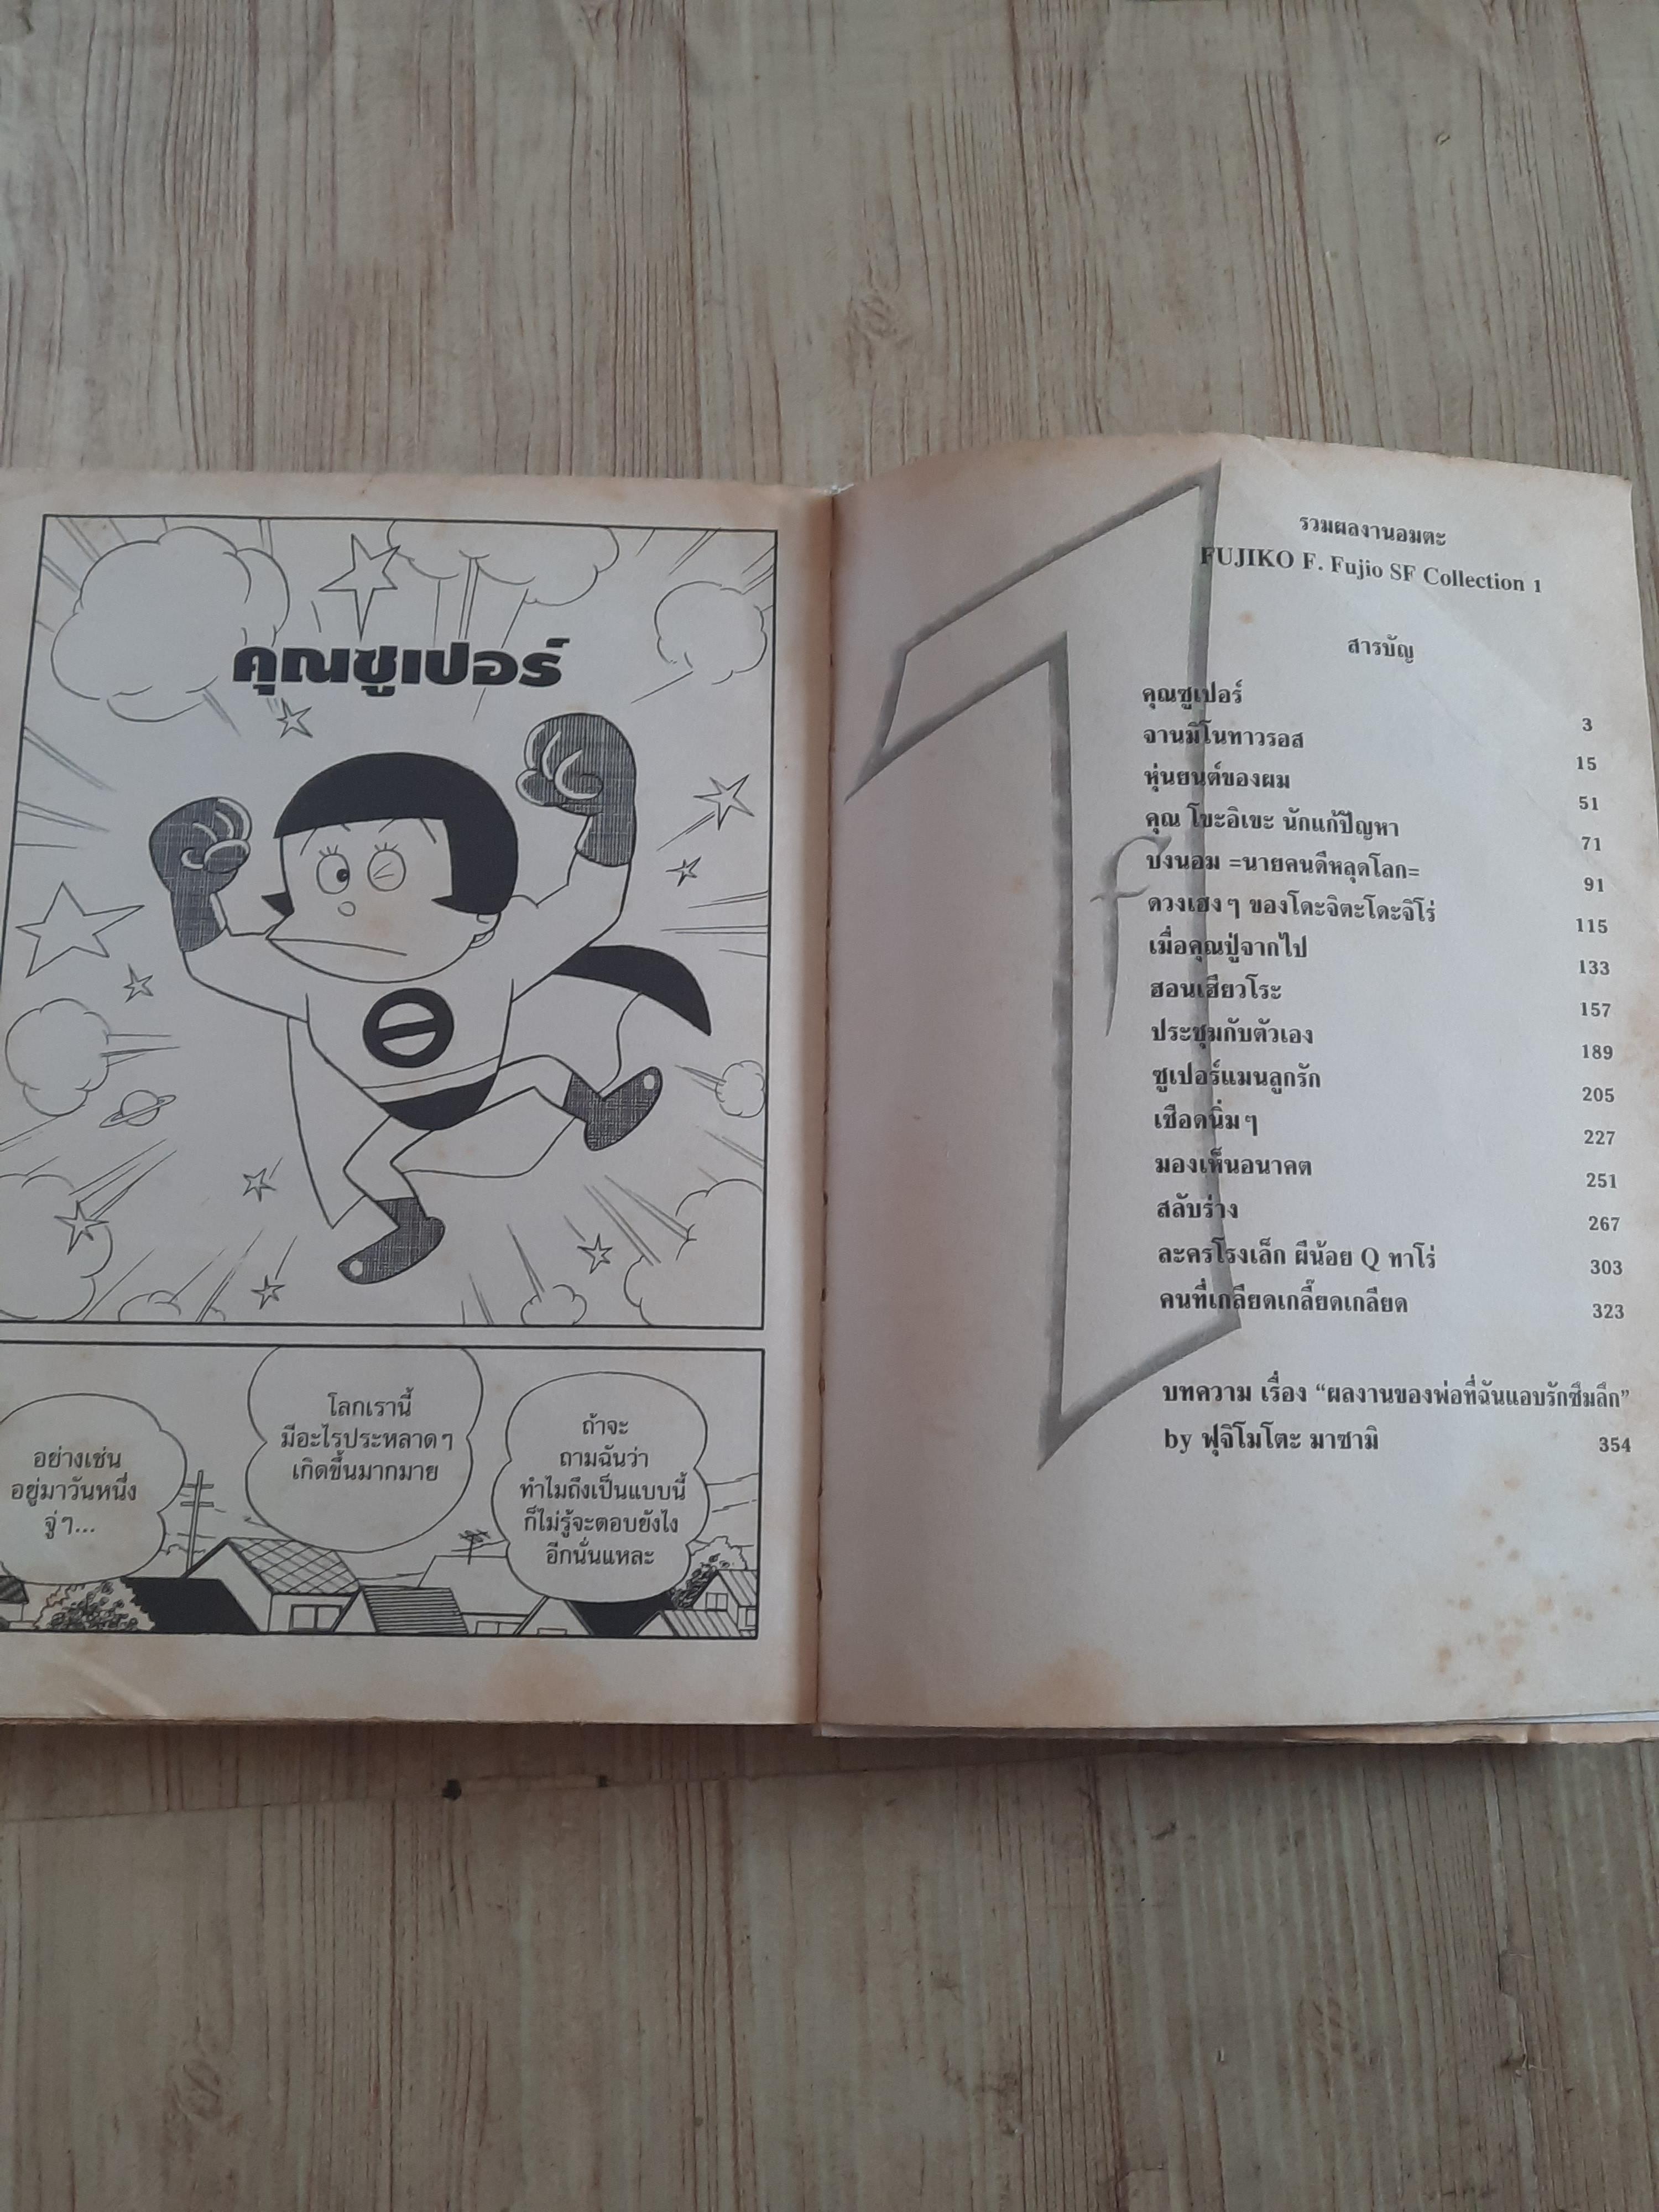 คุณซูเปอร์
โลกเรานี้
มีอะไรประหลาดๆ
เกิดขึ้นมากมาย
ถ้าจะ
ถามฉันว่า
ทำไมถึงเป็นแบบนี้
ก็ไม่รู้จะตอบยังไง
อีกนั่นแหละ
อย่างเช่น
อยู่มาวันหนึ่ง
จู่ๆ...
รวมผลงานอมตะ
FUJIKO F. Fujio SF Collection 1
สารบัญ
คุณซูเปอร์ 3
จานมิโนทาวรอส 15
หุ่นยนต์ของผม 51
คุณ โขะอิเขะ นักแก้ปัญหา 71
บงนอม =นายคนดีหลุดโลก= 91
ดวงเฮงๆ ของโดะจิตะโดะจิโร่ 115
เมื่อคุณปู่จากไป 133
ฮอนเฮียวโระ 157
ประชุมกับตัวเอง 189
ซูเปอร์แมนลูกรัก 205
เชือดนิ่มๆ 227
มองเห็นอนาคต 251
สลับร่าง 267
ละครโรงเล็ก ผีน้อย Q ทาโร่ 303
คนที่เกลียดเกลี๊ยดเกลียด 323
บทความ เรื่อง “ผลงานของพ่อที่ฉันแอบรักซึมลึก”
by ฟุจิโมโตะ มาซามิ 354
f
1